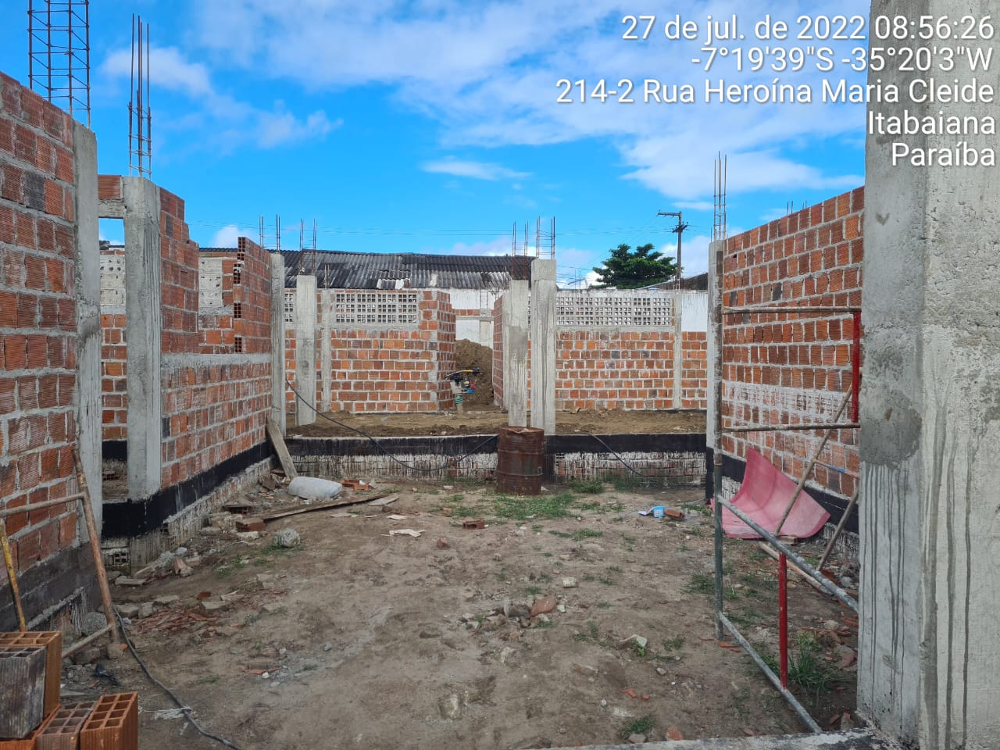 27 de jul. de 2022 08:56:26
-7°19'39"S -35°20'3"W
214-2 Rua Heroína Maria Cleide
Itabaiana
Paraíba